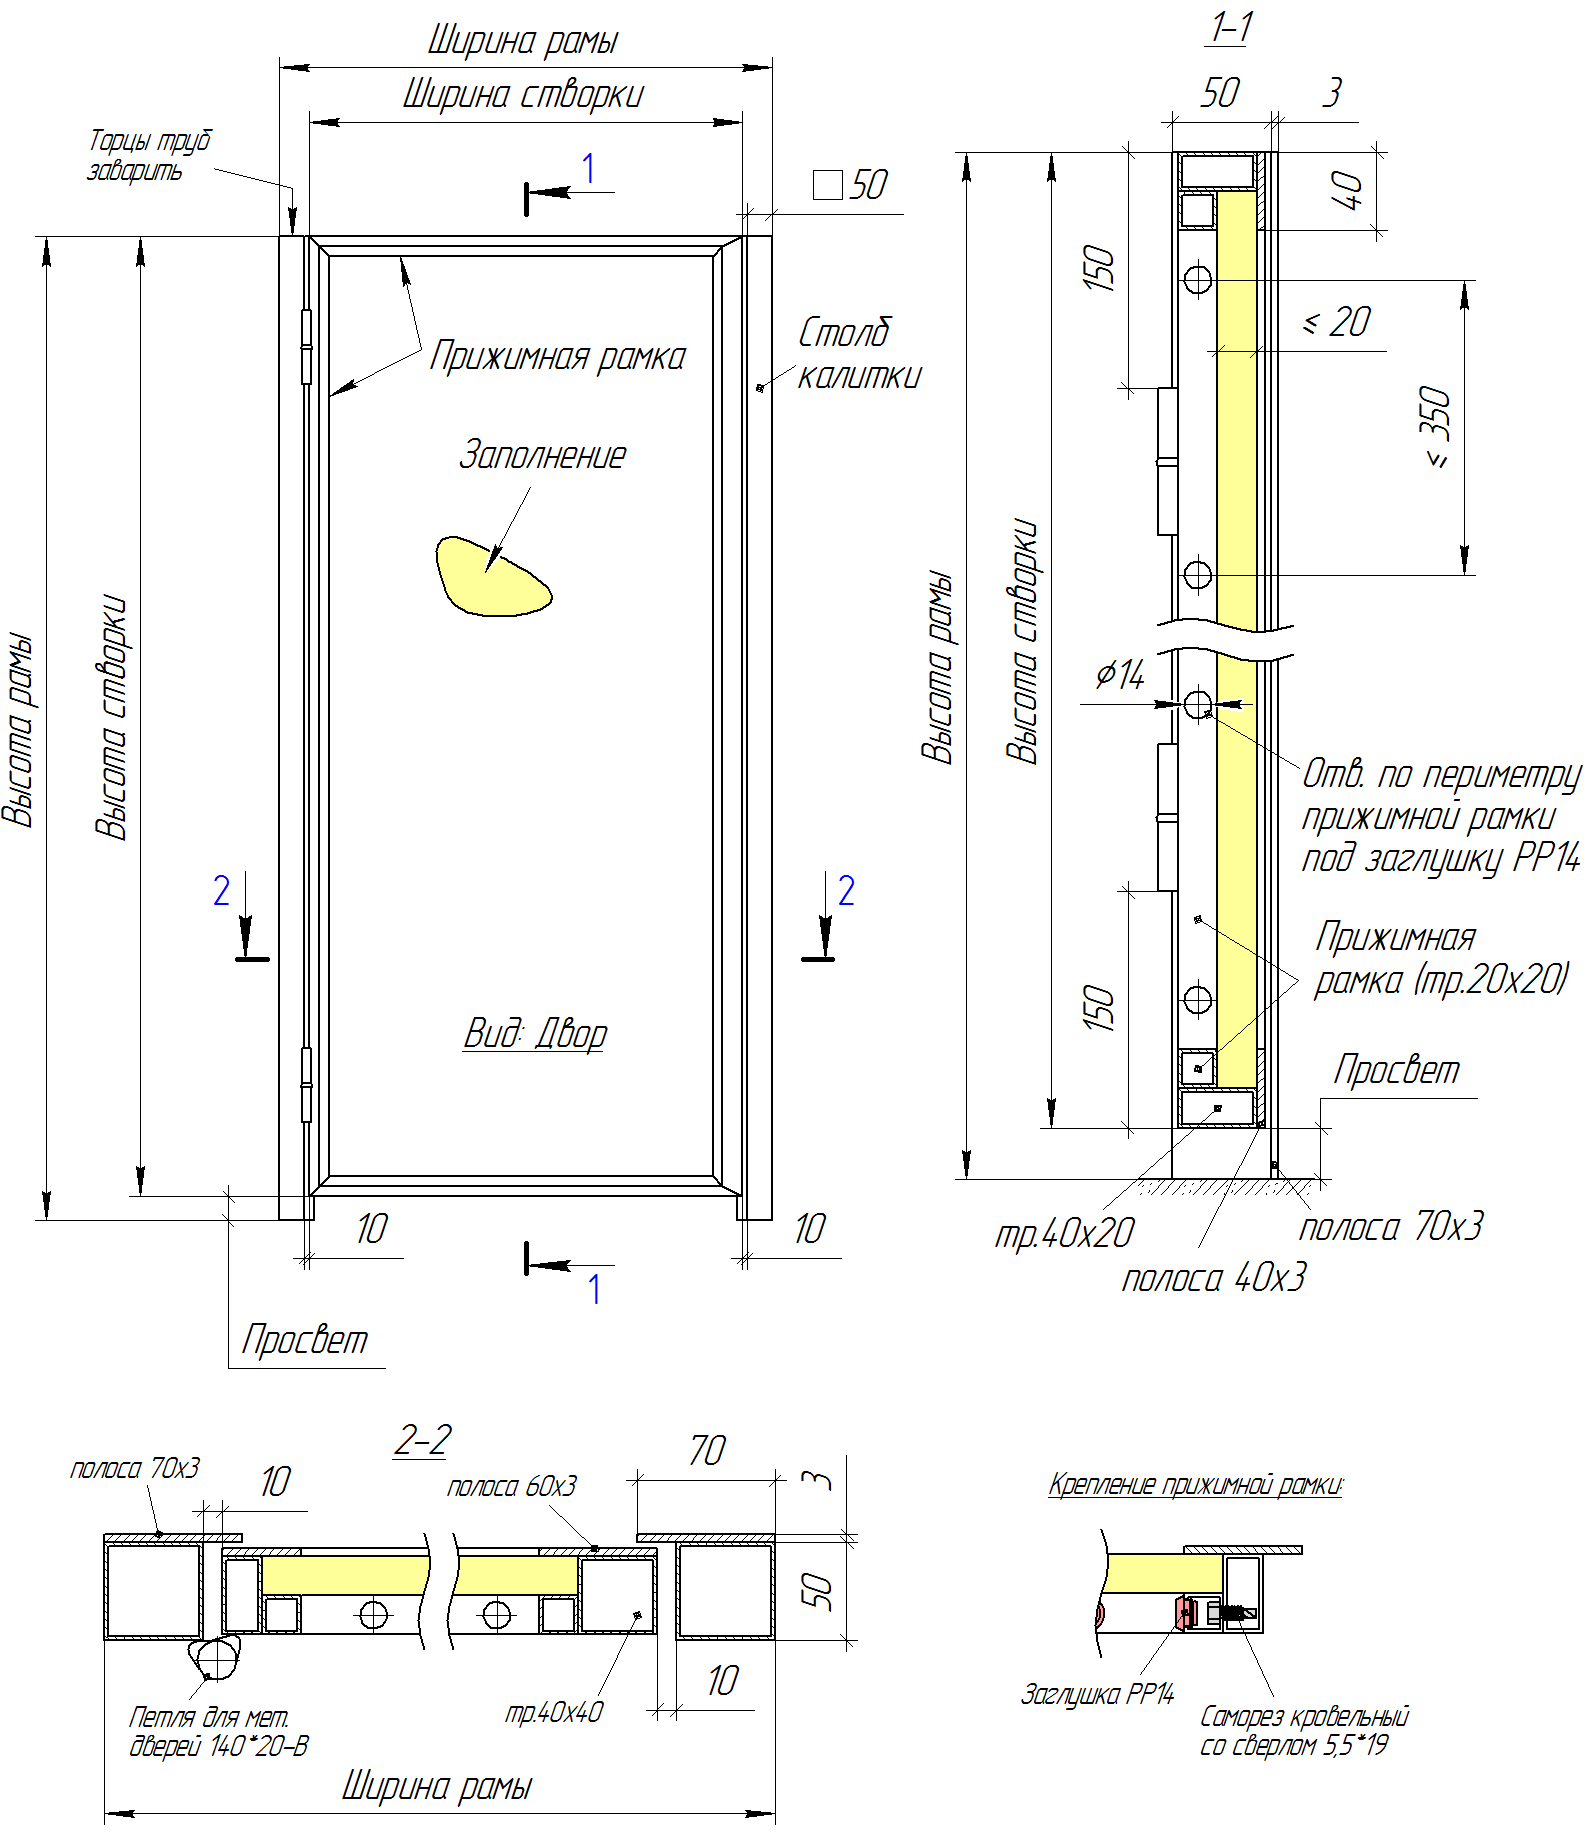 Ширина рамы
Ширина створки
Торцы труб
заварить
1
□50
Прижимная рамка
Столб
калитки
Заполнение
Высота рамы
Высота створки
2
2
Вид: Двор
10
10
1
Просвет
1-1
50
3
40
150
≤ 20
≤ 350
Высота рамы
Высота створки
⌀14
Отв. по периметру
прижимной рамки
под заглушку РР14
Прижимная
рамка (тр.20х20)
150
Просвет
тр.40х20
полоса 70х3
полоса 40х3
2-2
полоса 70х3
10
полоса 60х3
70
3
50
10
Петля для мет.
дверей 140*20-В
тр.40х40
Ширина рамы
Крепление прижимной рамки:
Заглушка РР14
Саморез кровельный
со сверлом 5,5*19